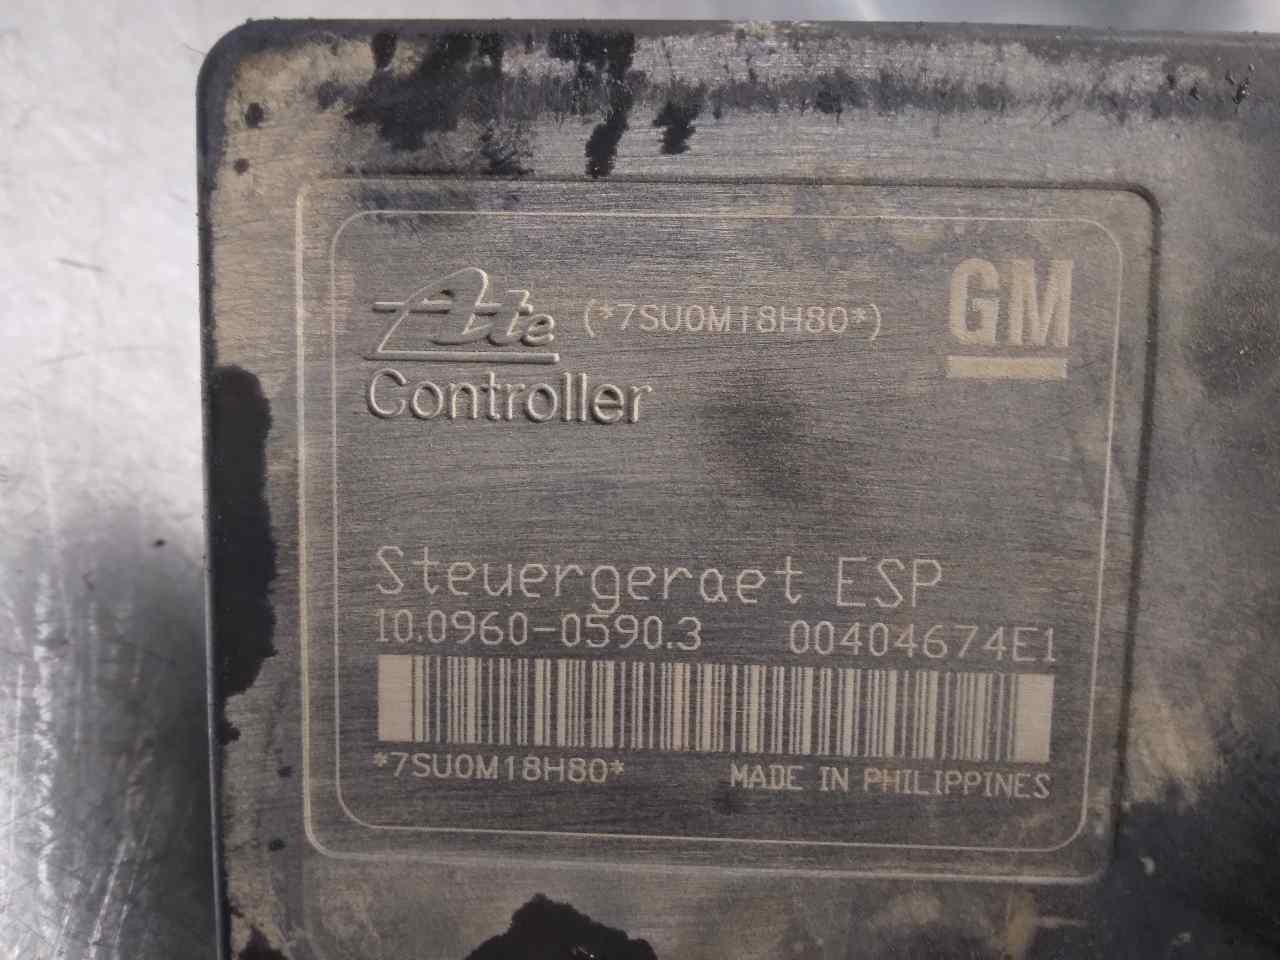 Ate (*7SU0M18H80*) GM
Controller
Steuergeraet ESP
10.0960-0590.3 00404674E1
*7SU0M18H80* MADE IN PHILIPPINES